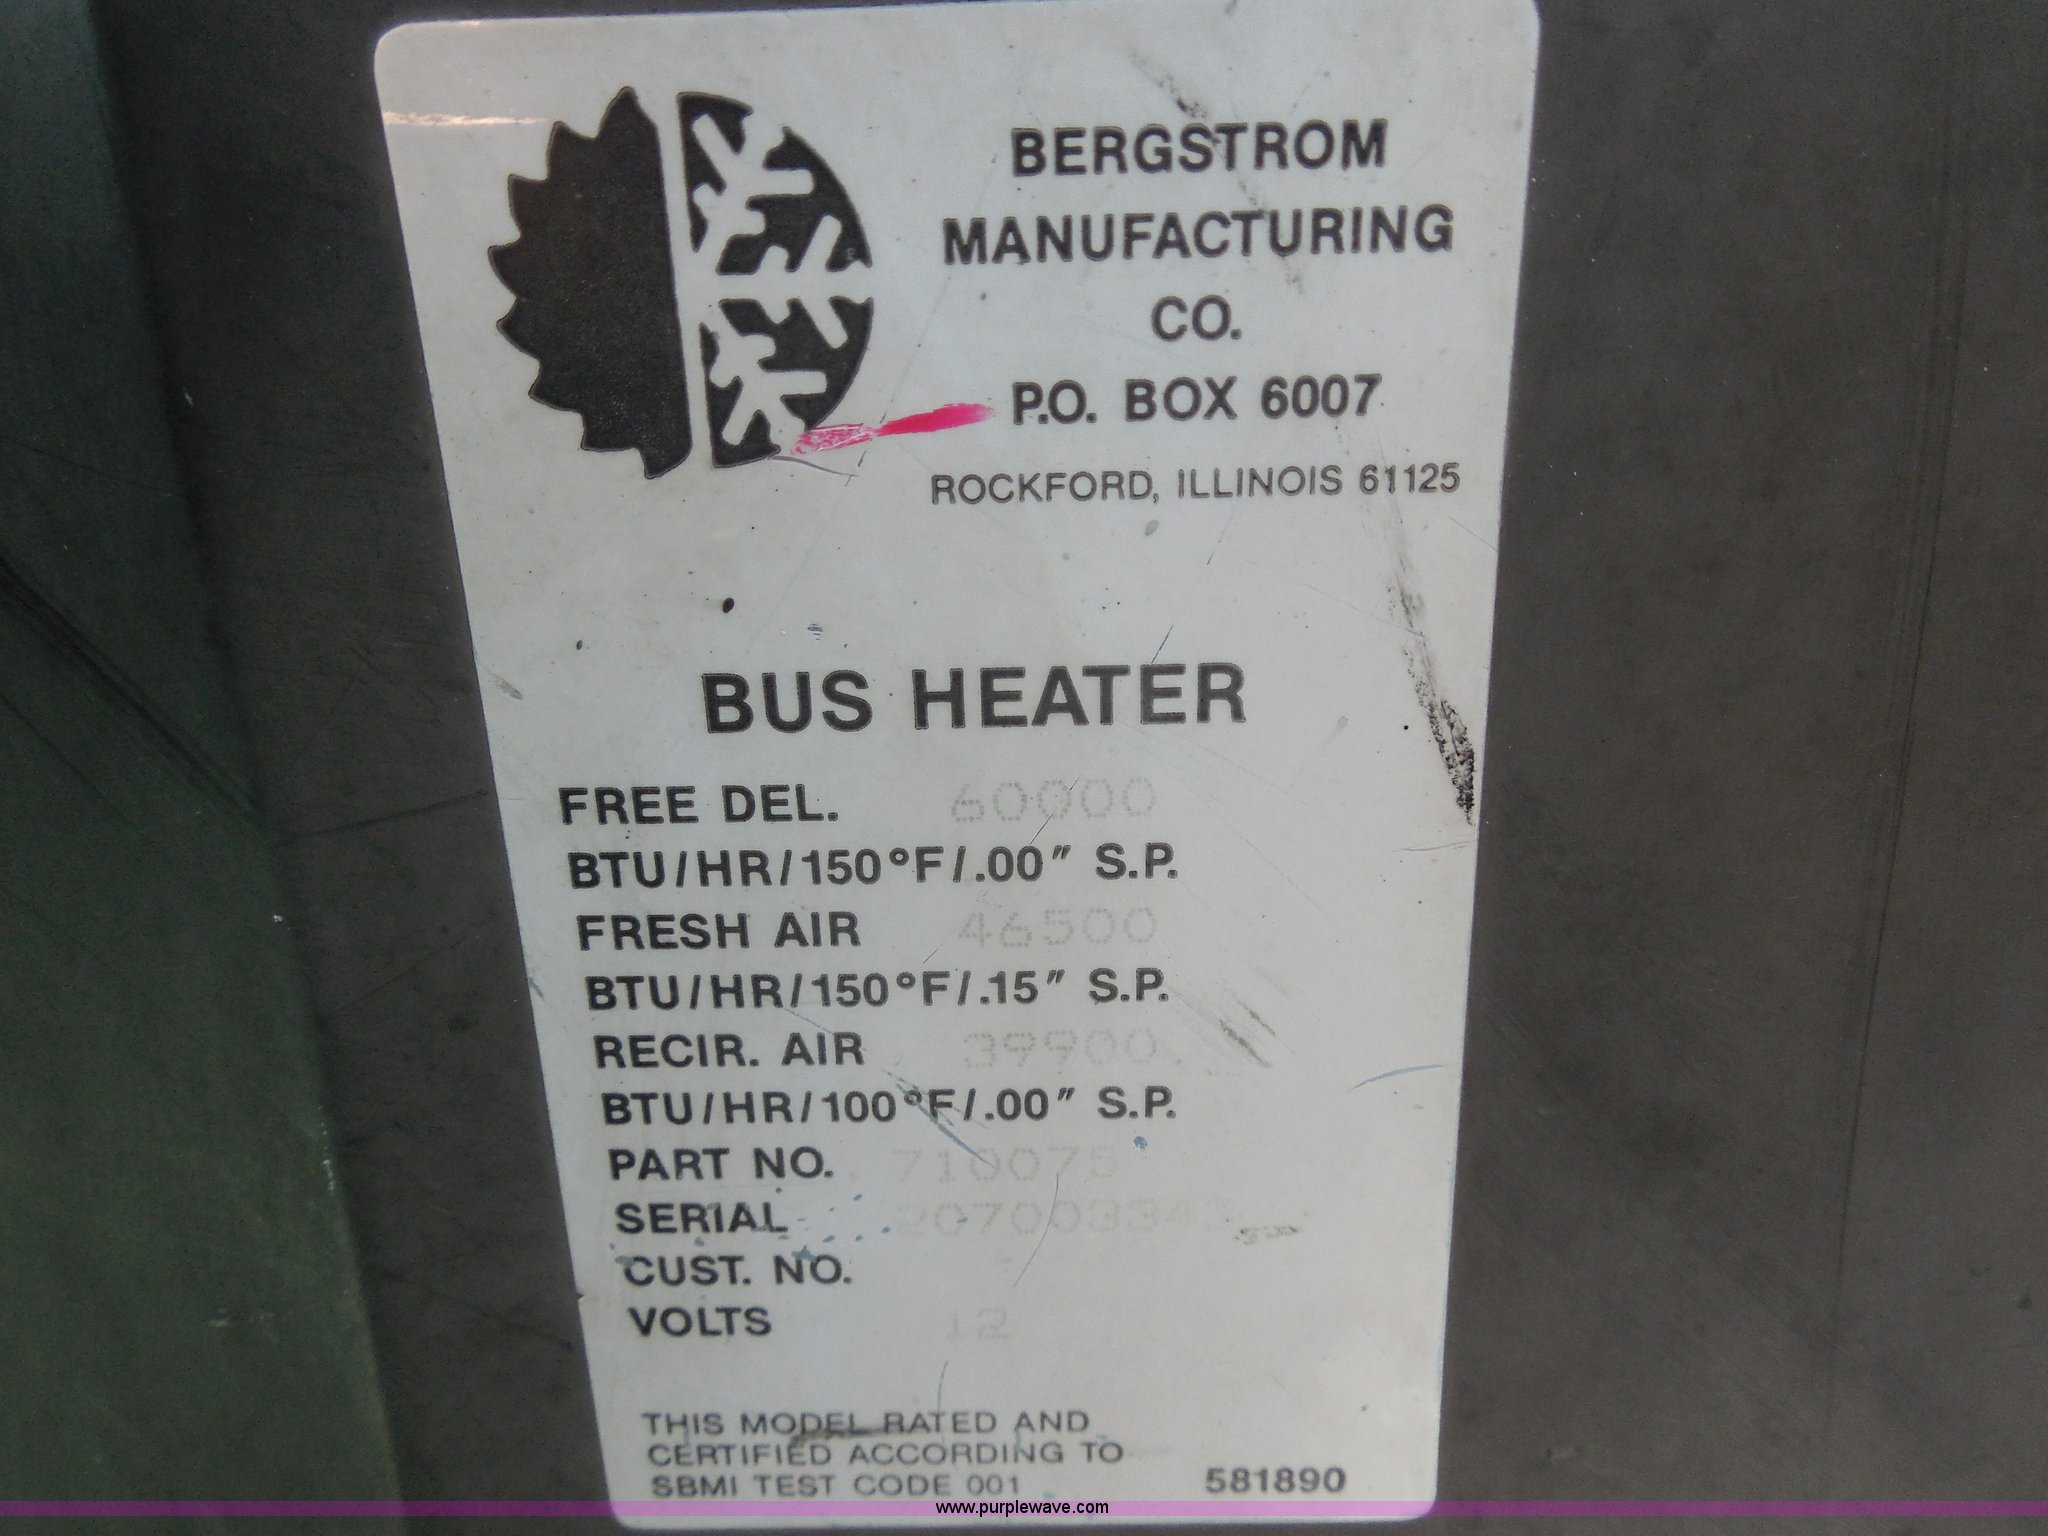 BERGSTROM
MANUFACTURING
CO.
P.O. BOX 6007
ROCKFORD, ILLINOIS 61125
BUS HEATER
FREE DEL. 60000
BTU/HR/150°F/.00" S.P.
FRESH AIR 46500
BTU/HR/150°F/.15" S.P.
RECIR. AIR 39900
BTU/HR/100°F/.00" S.P.
PART NO. 710075
SERIAL
CUST. NO.
VOLTS 12
THIS MODEL RATED AND
CERTIFIED ACCORDING TO
SBMI TEST CODE 001 581890
www.purplewave.com